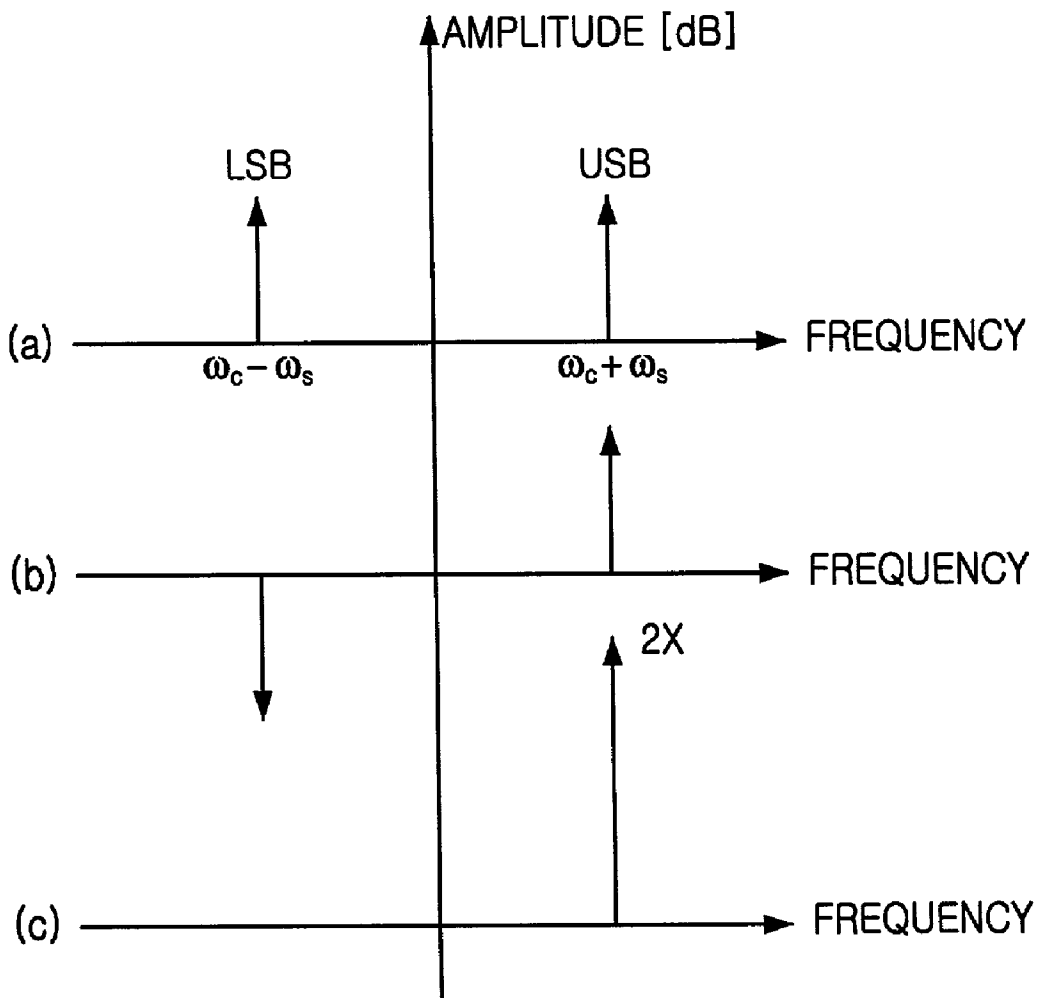 AMPLITUDE [dB]
LSB USB
(a) FREQUENCY
ωc − ωs ωc + ωs
(b) FREQUENCY
2X
(c) FREQUENCY